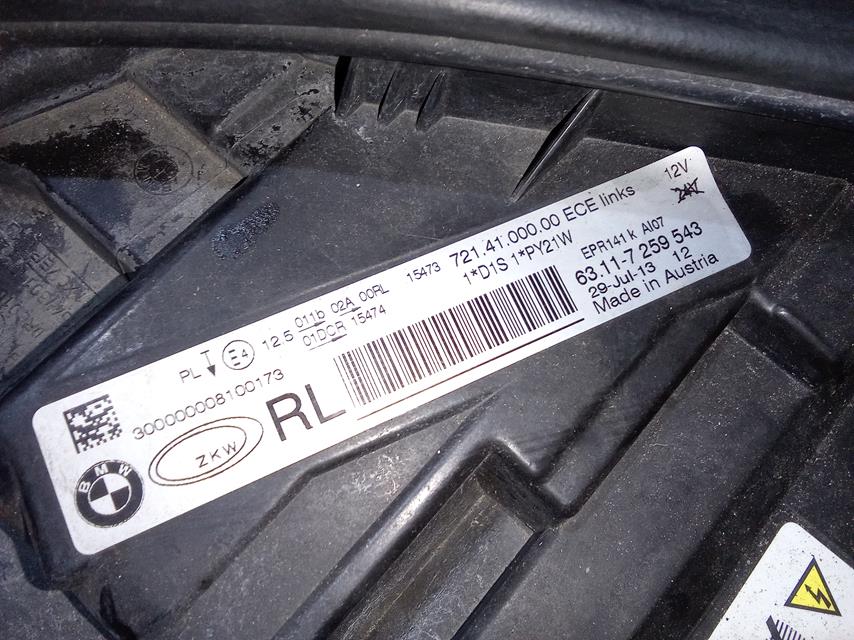 PL E4 12.5 011b 02A 00RL
01DCR 15474
15473 721.41.000.00 ECE links
1*D1S 1*PY21W
12V
24V
EPR141 k AI07
63.11-7 259 543
29-Jul-13 12
Made in Austria
300000008100173
BMW
ZKW
RL